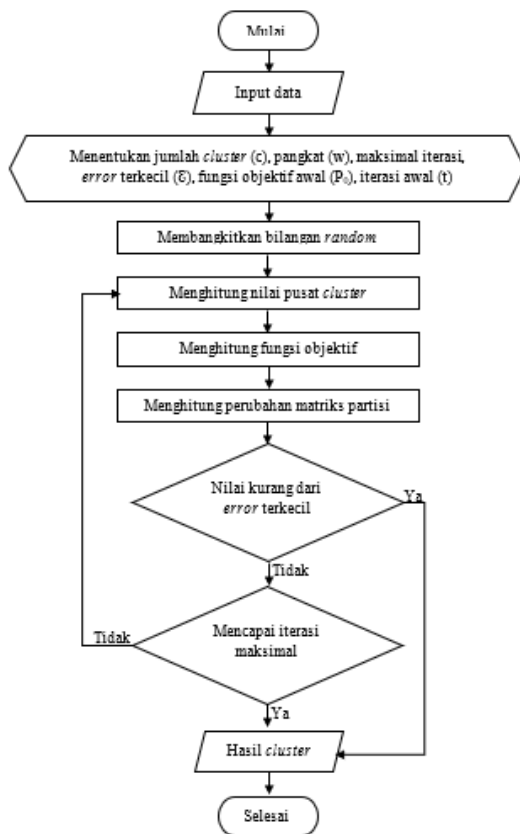 Mulai
Input data
Menentukan jumlah cluster (c), pangkat (w), maksimal iterasi,
error terkecil (Ɛ), fungsi objektif awal (P₀), iterasi awal (t)
Membangkitkan bilangan random
Menghitung nilai pusat cluster
Menghitung fungsi objektif
Menghitung perubahan matriks partisi
Nilai kurang dari
error terkecil
Ya
Tidak
Mencapai iterasi
maksimal
Tidak
Ya
Hasil cluster
Selesai